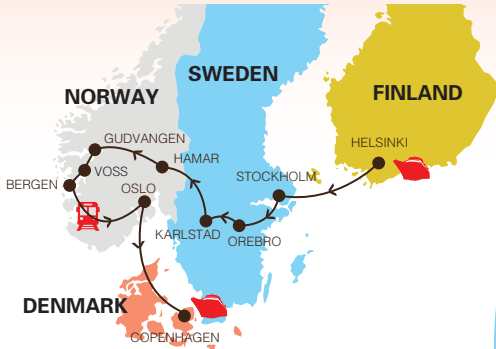 SWEDEN
NORWAY
FINLAND
GUDVANGEN
HELSINKI
HAMAR
VOSS
STOCKHOLM
BERGEN
OSLO
KARLSTAD
OREBRO
DENMARK
COPENHAGEN